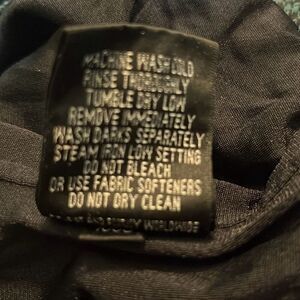 MACHINE WASH COLD
RINSE THOROUGHLY
TUMBLE DRY LOW
REMOVE IMMEDIATELY
WASH DARKS SEPARATELY
STEAM IRON LOW SETTING
DO NOT BLEACH
OR USE FABRIC SOFTENERS
DO NOT DRY CLEAN
WORLDWIDE